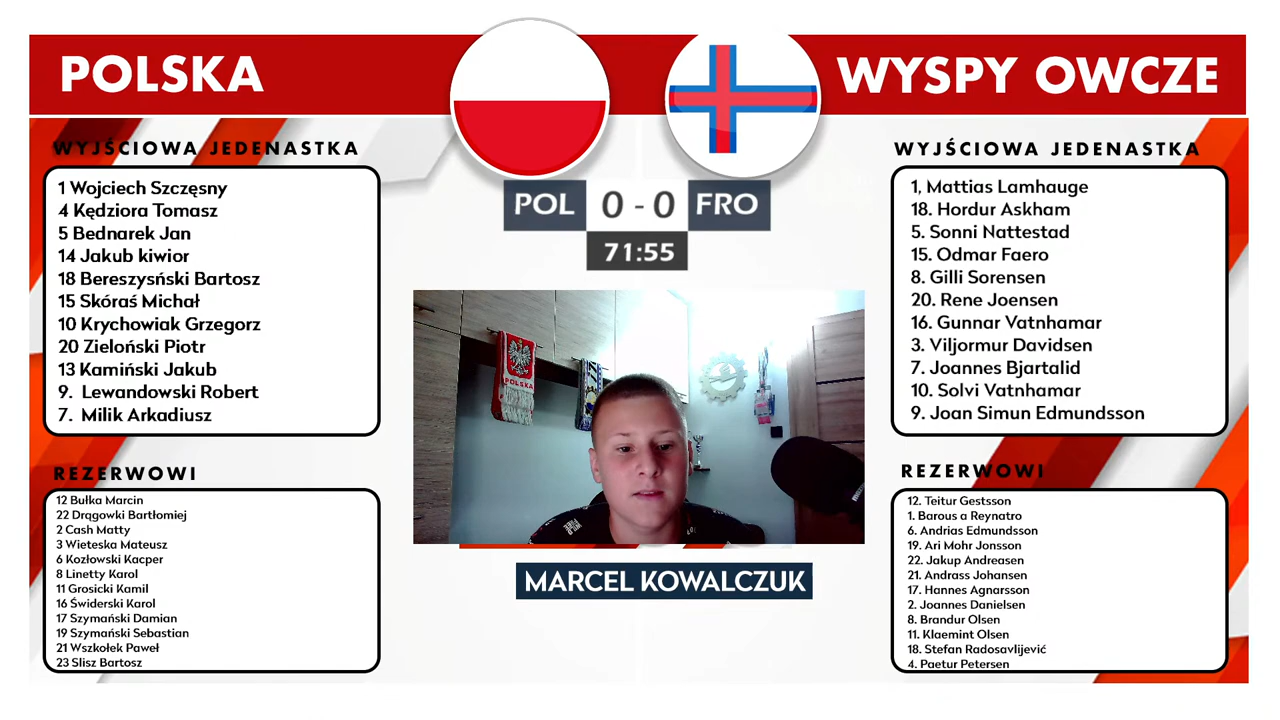 POLSKA
WYSPY OWCZE
WYJŚCIOWA JEDENASTKA
1 Wojciech Szczęsny
4 Kędziora Tomasz
5 Bednarek Jan
14 Jakub kiwior
18 Bereszysński Bartosz
15 Skóraś Michał
10 Krychowiak Grzegorz
20 Zieloński Piotr
13 Kamiński Jakub
9. Lewandowski Robert
7. Milik Arkadiusz
REZERWOWI
12 Bułka Marcin
22 Drągowki Bartłomiej
2 Cash Matty
3 Wieteska Mateusz
6 Kozłowski Kacper
8 Linetty Karol
11 Grosicki Kamil
16 Świderski Karol
17 Szymański Damian
19 Szymański Sebastian
21 Wszkołek Paweł
23 Slisz Bartosz
POL 0 - 0 FRO
71:55
POLSKA
MARCEL KOWALCZUK
WYJŚCIOWA JEDENASTKA
1, Mattias Lamhauge
18. Hordur Askham
5. Sonni Nattestad
15. Odmar Faero
8. Gilli Sorensen
20. Rene Joensen
16. Gunnar Vatnhamar
3. Viljormur Davidsen
7. Joannes Bjartalid
10. Solvi Vatnhamar
9. Joan Simun Edmundsson
REZERWOWI
12. Teitur Gestsson
1. Barous a Reynatro
6. Andrias Edmundsson
19. Ari Mohr Jonsson
22. Jakup Andreasen
21. Andrass Johansen
17. Hannes Agnarsson
2. Joannes Danielsen
8. Brandur Olsen
11. Klaemint Olsen
18. Stefan Radosavlijević
4. Paetur Petersen